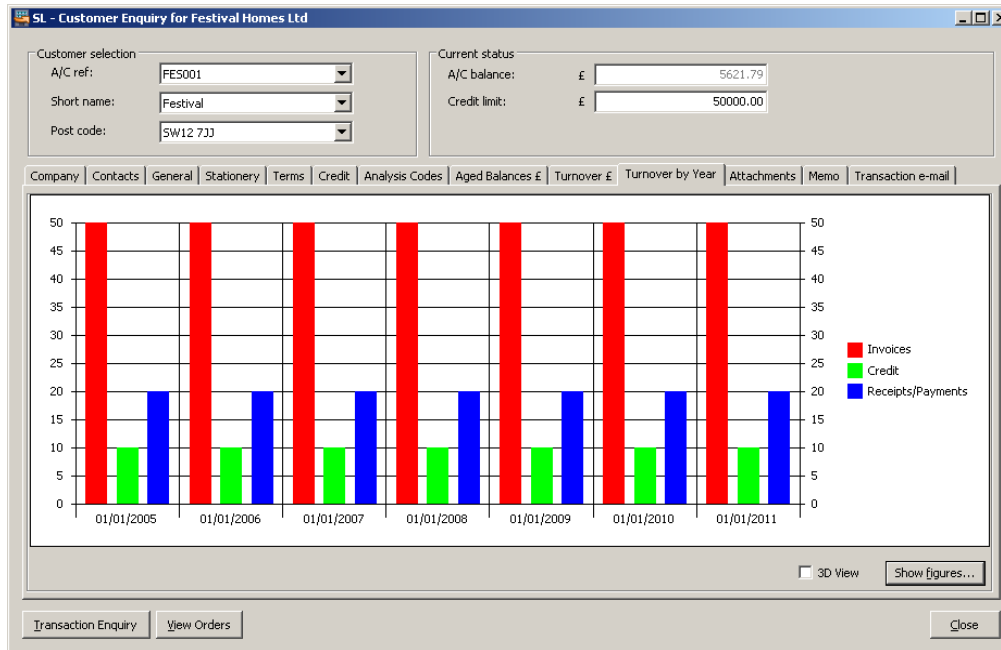 SL - Customer Enquiry for Festival Homes Ltd
Customer selection
A/C ref: FES001
Short name: Festival
Post code: SW12 7JJ
Current status
A/C balance: £ 5621.79
Credit limit: £ 50000.00
Company Contacts General Stationery Terms Credit Analysis Codes Aged Balances £ Turnover £ Turnover by Year Attachments Memo Transaction e-mail
50 50
45 45
40 40
35 35
30 30
25 25
20 20
15 15
10 10
5 5
0 0
01/01/2005 01/01/2006 01/01/2007 01/01/2008 01/01/2009 01/01/2010 01/01/2011
Invoices
Credit
Receipts/Payments
3D View Show figures...
Transaction Enquiry View Orders Close